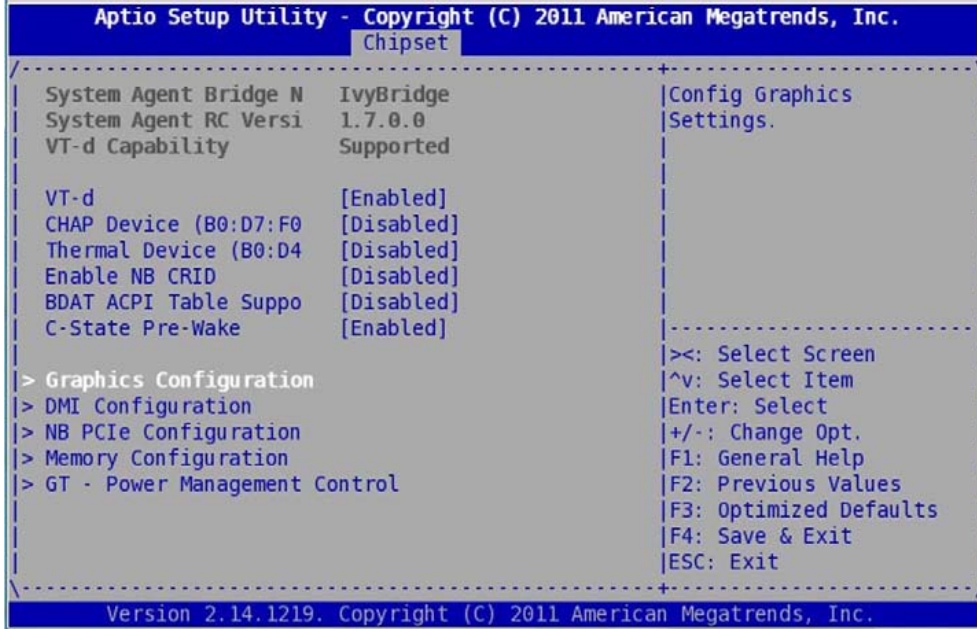 Aptio Setup Utility - Copyright (C) 2011 American Megatrends, Inc.
Chipset
System Agent Bridge N IvyBridge
System Agent RC Versi 1.7.0.0
VT-d Capability Supported
VT-d [Enabled]
CHAP Device (B0:D7:F0 [Disabled]
Thermal Device (B0:D4 [Disabled]
Enable NB CRID [Disabled]
BDAT ACPI Table Suppo [Disabled]
C-State Pre-Wake [Enabled]
> Graphics Configuration
> DMI Configuration
> NB PCIe Configuration
> Memory Configuration
> GT - Power Management Control
Config Graphics
Settings.
><: Select Screen
^v: Select Item
Enter: Select
+/-: Change Opt.
F1: General Help
F2: Previous Values
F3: Optimized Defaults
F4: Save & Exit
ESC: Exit
Version 2.14.1219. Copyright (C) 2011 American Megatrends, Inc.